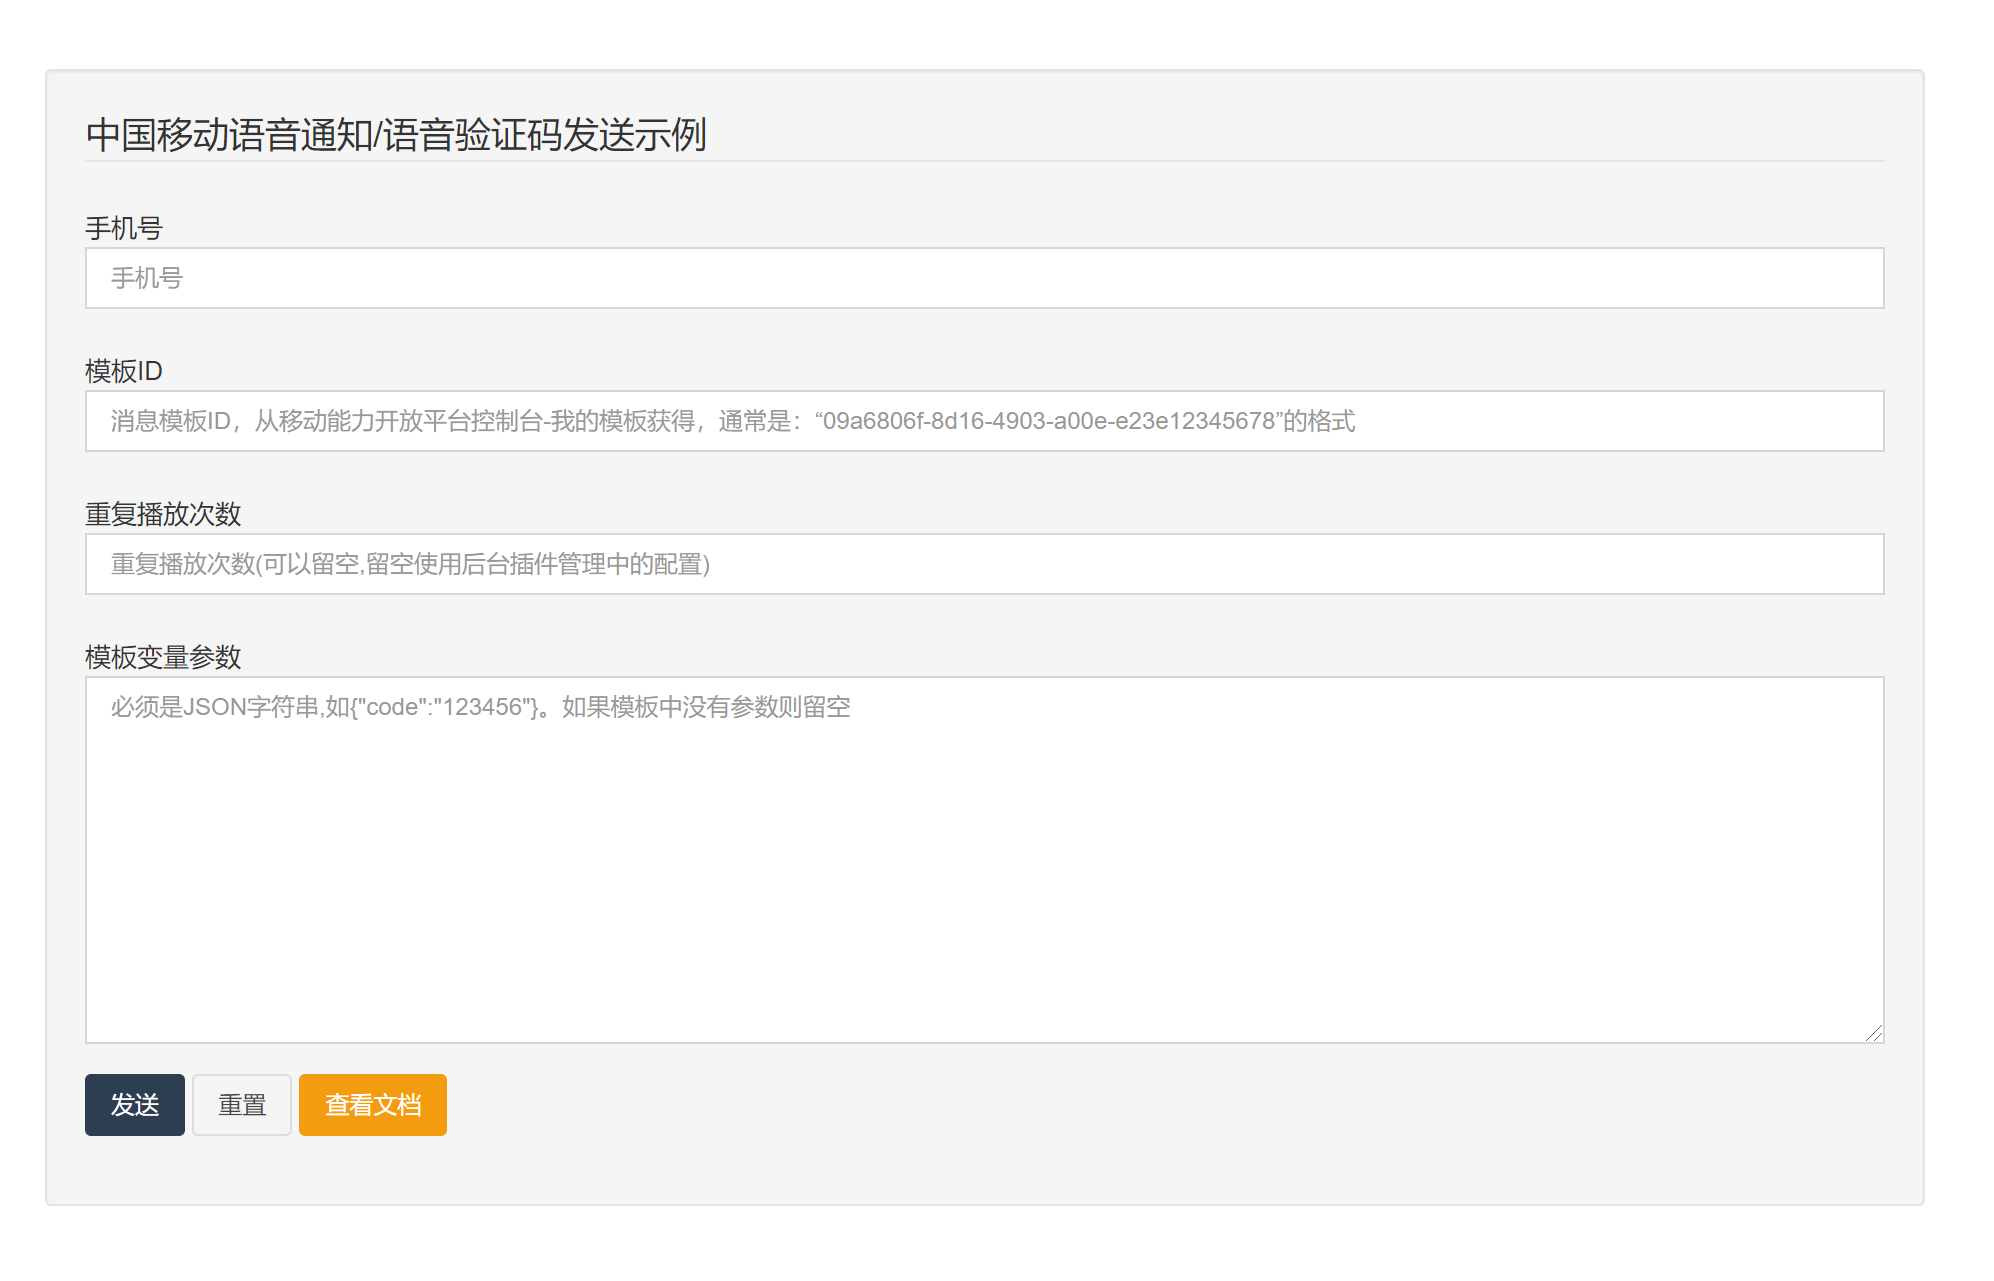 中国移动语音通知/语音验证码发送示例
手机号
手机号
模板ID
消息模板ID，从移动能力开放平台控制台-我的模板获得，通常是：“09a6806f-8d16-4903-a00e-e23e12345678”的格式
重复播放次数
重复播放次数(可以留空,留空使用后台插件管理中的配置)
模板变量参数
必须是JSON字符串,如{"code":"123456"}。如果模板中没有参数则留空
发送 重置 查看文档